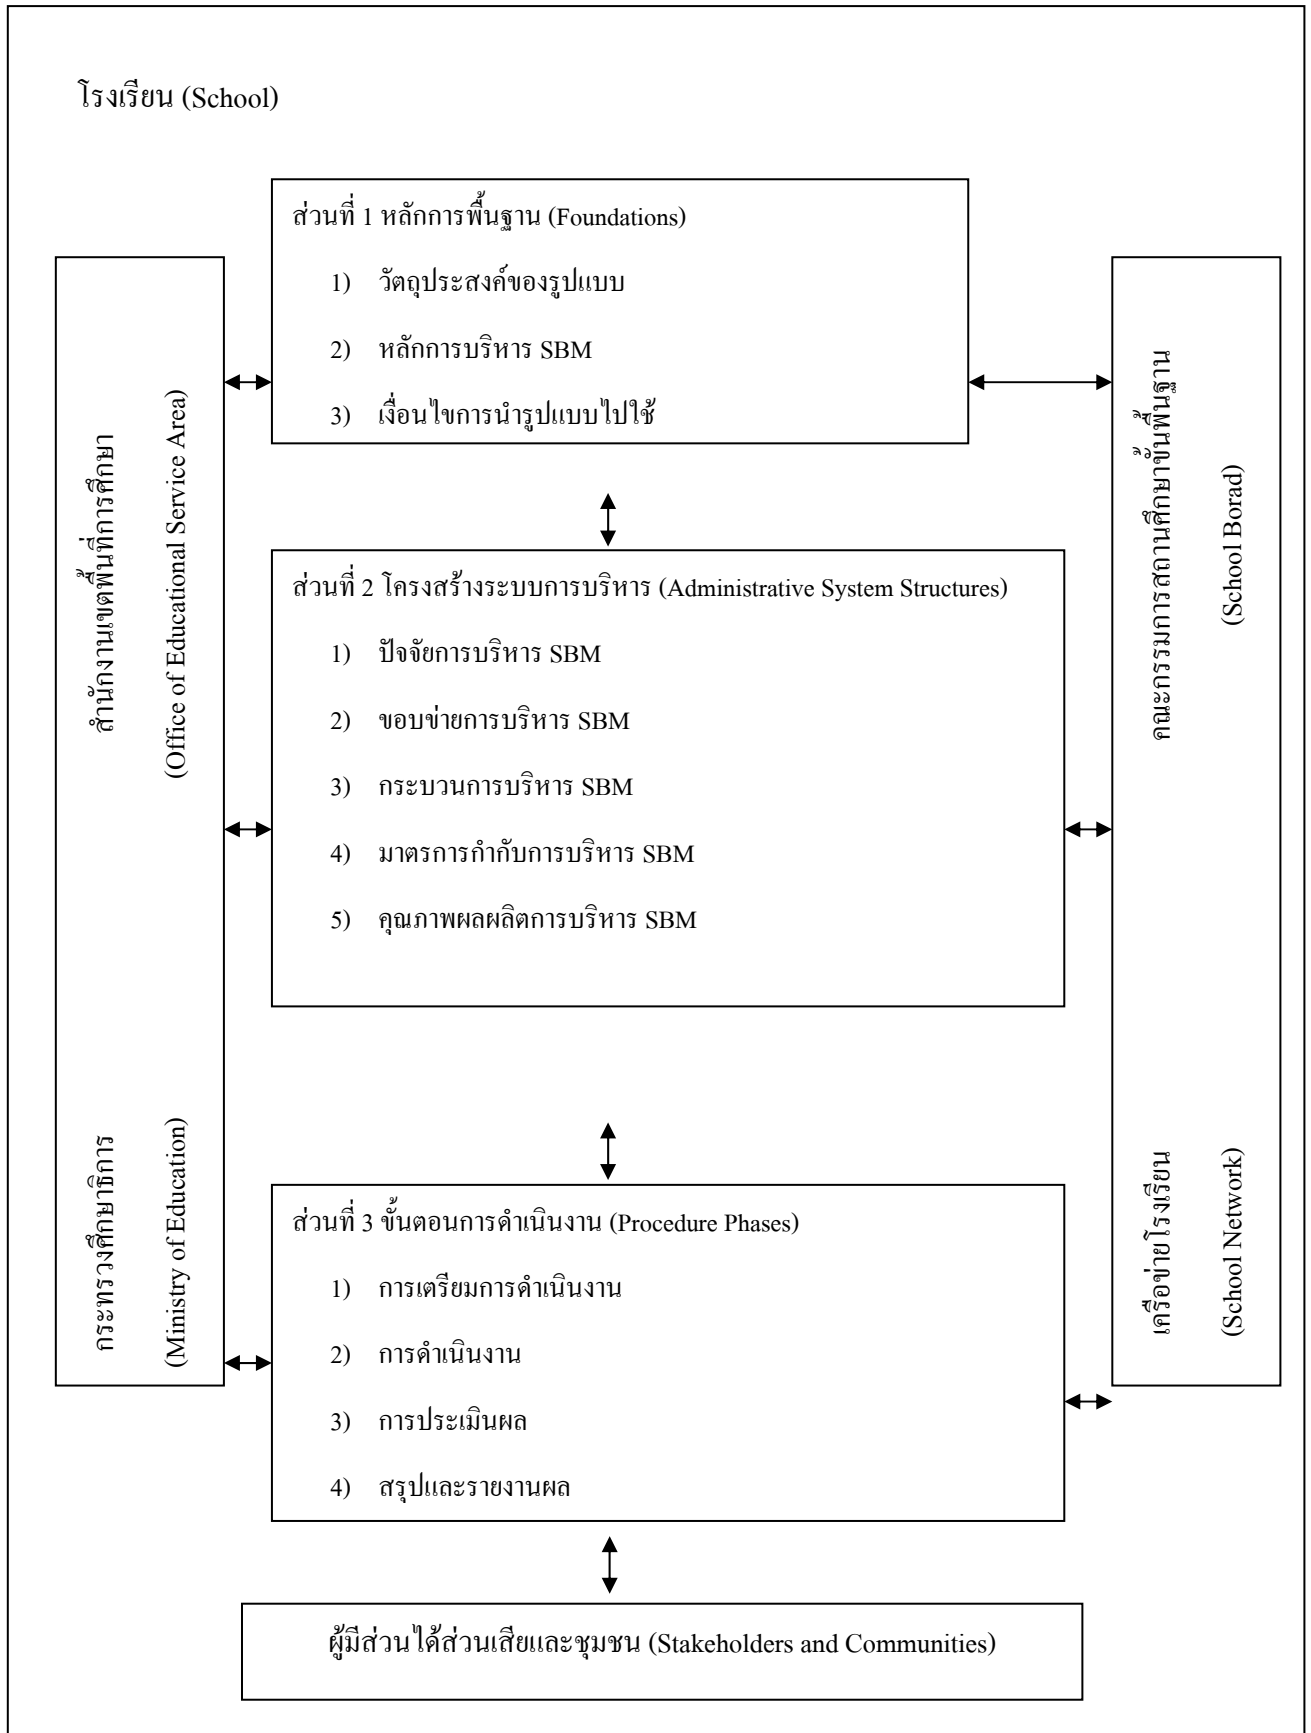 โรงเรียน (School)
ส่วนที่ 1 หลักการพื้นฐาน (Foundations)
1) วัตถุประสงค์ของรูปแบบ
2) หลักการบริหาร SBM
3) เงื่อนไขการนำรูปแบบไปใช้
สำนักงานเขตพื้นที่การศึกษา
(Office of Educational Service Area)
กระทรวงศึกษาธิการ
(Ministry of Education)
ส่วนที่ 2 โครงสร้างระบบการบริหาร (Administrative System Structures)
1) ปัจจัยการบริหาร SBM
2) ขอบข่ายการบริหาร SBM
3) กระบวนการบริหาร SBM
4) มาตรการกำกับการบริหาร SBM
5) คุณภาพผลผลิตการบริหาร SBM
คณะกรรมการสถานศึกษาขั้นพื้นฐาน
(School Borad)
เครือข่ายโรงเรียน
(School Network)
ส่วนที่ 3 ขั้นตอนการดำเนินงาน (Procedure Phases)
1) การเตรียมการดำเนินงาน
2) การดำเนินงาน
3) การประเมินผล
4) สรุปและรายงานผล
ผู้มีส่วนได้ส่วนเสียและชุมชน (Stakeholders and Communities)